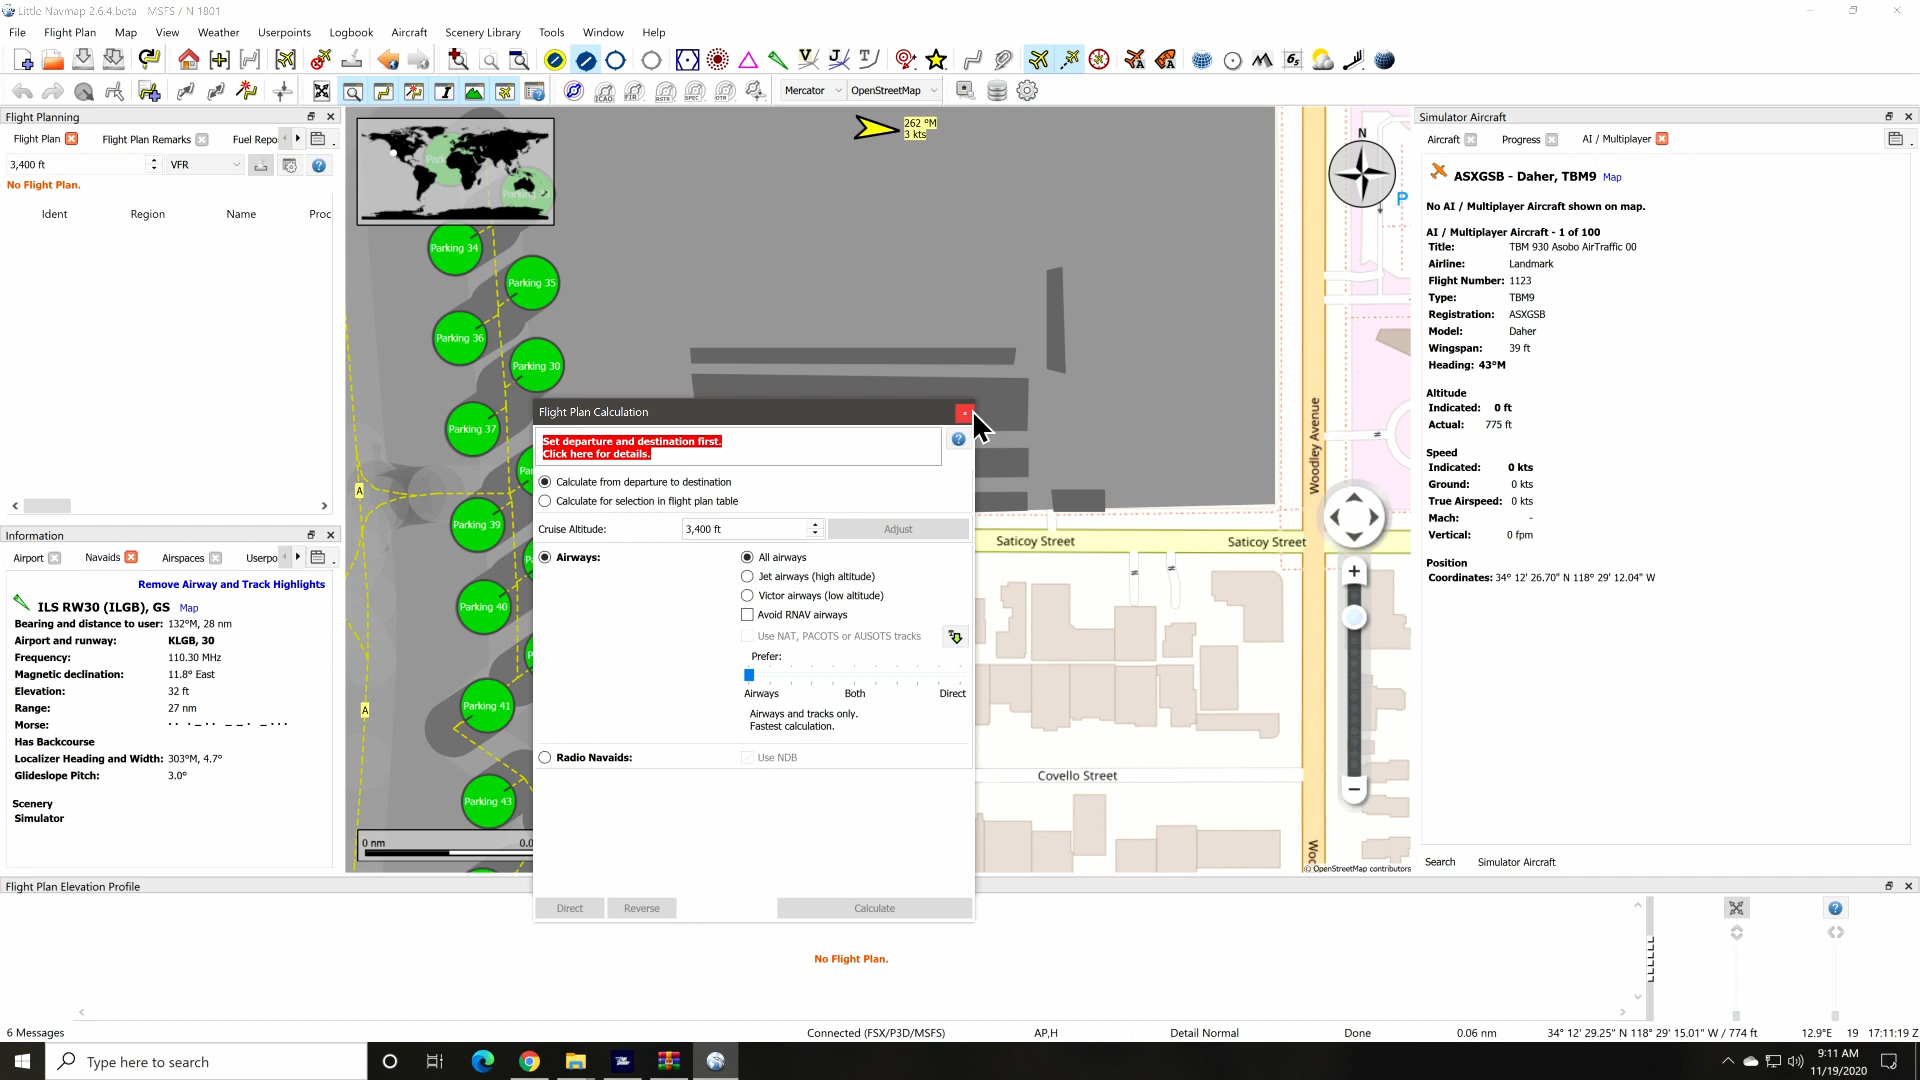 Little Navmap 2.6.4.beta - MSFS / N 1801
File Flight Plan Map View Weather Userpoints Logbook Aircraft Scenery Library Tools Window Help
Mercator OpenStreetMap
Flight Planning
Flight Plan Flight Plan Remarks Fuel Repo
3,400 ft VFR
No Flight Plan.
Ident Region Name Proc
Information
Airport Navaids Airspaces Userpo
Remove Airway and Track Highlights
ILS RW30 (ILGB), GS Map
Bearing and distance to user: 132°M, 28 nm
Airport and runway: KLGB, 30
Frequency: 110.30 MHz
Magnetic declination: 11.8° East
Elevation: 32 ft
Range: 27 nm
Morse: ·· ·-·· --· -···
Has Backcourse
Localizer Heading and Width: 303°M, 4.7°
Glideslope Pitch: 3.0°
Scenery
Simulator
262 °M
3 kts
N
P
Parking 34
Parking 35
Parking 36
Parking 30
Parking 37
Parking 39
Parking 40
Parking 41
Parking 43
A
A
0 nm 0.0
Woodley Avenue
Saticoy Street Saticoy Street
Covello Street
Woo
© OpenStreetMap contributors
Flight Plan Calculation
Set departure and destination first.
Click here for details.
Calculate from departure to destination
Calculate for selection in flight plan table
Cruise Altitude: 3,400 ft Adjust
Airways: All airways
Jet airways (high altitude)
Victor airways (low altitude)
Avoid RNAV airways
Use NAT, PACOTS or AUSOTS tracks
Prefer:
Airways Both Direct
Airways and tracks only.
Fastest calculation.
Radio Navaids: Use NDB
Direct Reverse Calculate
Simulator Aircraft
Aircraft Progress AI / Multiplayer
ASXGSB - Daher, TBM9 Map
No AI / Multiplayer Aircraft shown on map.
AI / Multiplayer Aircraft - 1 of 100
Title: TBM 930 Asobo AirTraffic 00
Airline: Landmark
Flight Number: 1123
Type: TBM9
Registration: ASXGSB
Model: Daher
Wingspan: 39 ft
Heading: 43°M
Altitude
Indicated: 0 ft
Actual: 775 ft
Speed
Indicated: 0 kts
Ground: 0 kts
True Airspeed: 0 kts
Mach: -
Vertical: 0 fpm
Position
Coordinates: 34° 12' 26.70" N 118° 29' 12.04" W
Search Simulator Aircraft
Flight Plan Elevation Profile
No Flight Plan.
6 Messages Connected (FSX/P3D/MSFS) AP,H Detail Normal Done 0.06 nm 34° 12' 29.25" N 118° 29' 15.01" W / 774 ft 12.9°E 19 17:11:19 Z
Type here to search
9:11 AM
11/19/2020